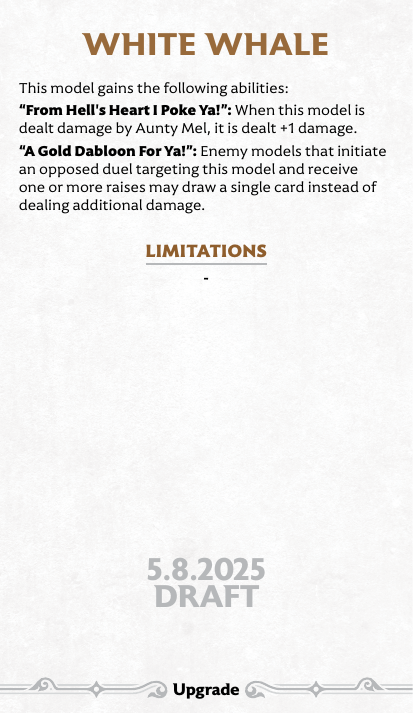 WHITE WHALE
This model gains the following abilities:
“From Hell's Heart I Poke Ya!”: When this model is
dealt damage by Aunty Mel, it is dealt +1 damage.
“A Gold Dabloon For Ya!”: Enemy models that initiate
an opposed duel targeting this model and receive
one or more raises may draw a single card instead of
dealing additional damage.
LIMITATIONS
-
5.8.2025
DRAFT
Upgrade